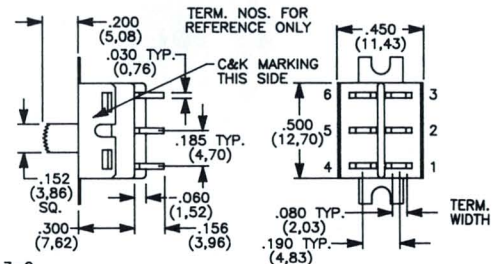 .200
(5,08)
TERM. NOS. FOR
REFERENCE ONLY
.030 TYP.
(0,76)
C&K MARKING
THIS SIDE
.450
(11,43)
6
3
.500
(12,70)
5
2
4
1
.185 TYP.
(4,70)
.152
(3,86)
SQ.
.060
(1,52)
.300
(7,62)
.156
(3,96)
.080 TYP.
(2,03)
TERM.
WIDTH
.190 TYP.
(4,83)